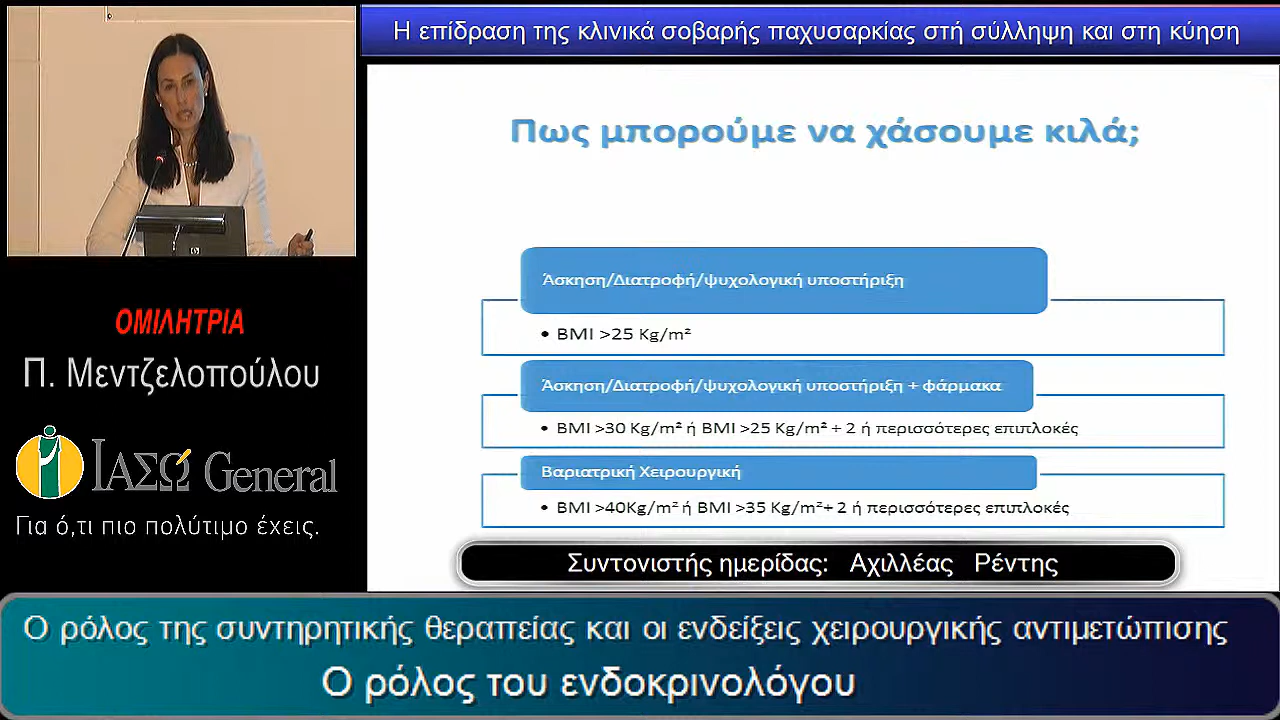 Η επίδραση της κλινικά σοβαρής παχυσαρκίας στή σύλληψη και στη κύηση
Πως μπορούμε να χάσουμε κιλά;
Άσκηση/Διατροφή/ψυχολογική υποστήριξη
• BMI >25 Kg/m²
Άσκηση/Διατροφή/ψυχολογική υποστήριξη + φάρμακα
• BMI >30 Kg/m² ή BMI >25 Kg/m² + 2 ή περισσότερες επιπλοκές
Βαριατρική Χειρουργική
• BMI >40Kg/m² ή BMI >35 Kg/m²+ 2 ή περισσότερες επιπλοκές
ΟΜΙΛΗΤΡΙΑ
Π. Μεντζελοπούλου
ΙΑΣΩ General
Για ό,τι πιο πολύτιμο έχεις.
Συντονιστής ημερίδας: Αχιλλέας Ρέντης
Ο ρόλος της συντηρητικής θεραπείας και οι ενδείξεις χειρουργικής αντιμετώπισης
Ο ρόλος του ενδοκρινολόγου